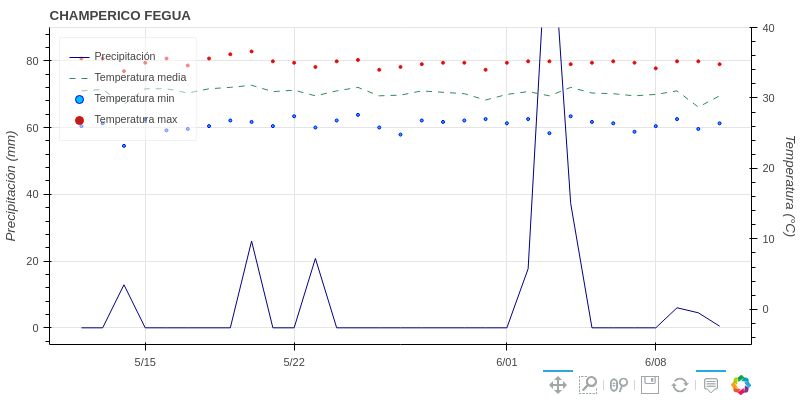 CHAMPERICO FEGUA
Precipitación
Temperatura media
Temperatura min
Temperatura max
Precipitación (mm)
80
60
40
20
0
Temperatura (°C)
40
30
20
10
0
5/15
5/22
6/01
6/08